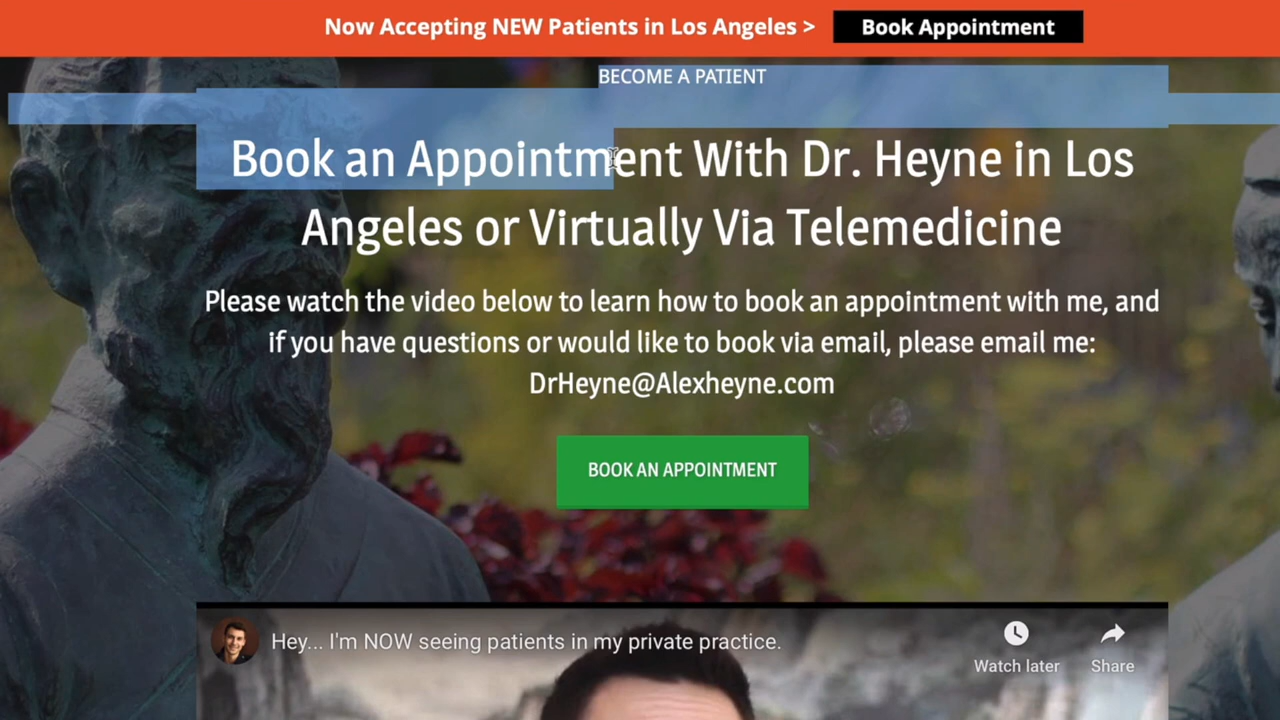 Now Accepting NEW Patients in Los Angeles > Book Appointment
BECOME A PATIENT
Book an Appointment With Dr. Heyne in Los
Angeles or Virtually Via Telemedicine
Please watch the video below to learn how to book an appointment with me, and
if you have questions or would like to book via email, please email me:
DrHeyne@Alexheyne.com
BOOK AN APPOINTMENT
Hey... I'm NOW seeing patients in my private practice.
Watch later Share